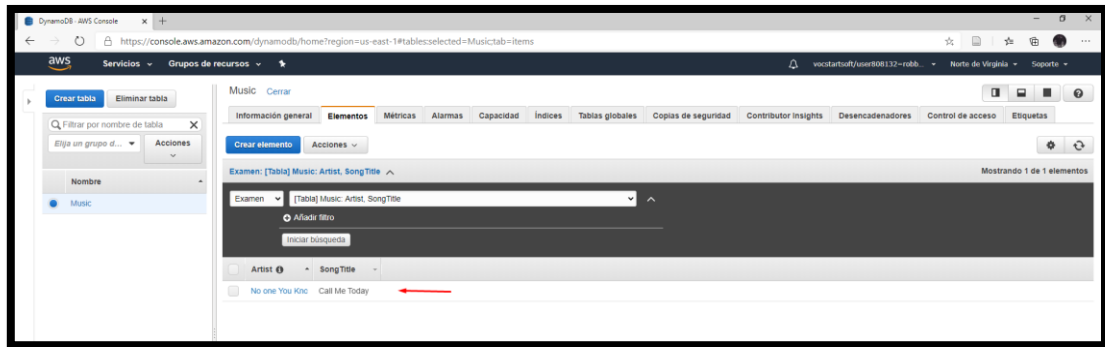 DynamoDB · AWS Console
https://console.aws.amazon.com/dynamodb/home?region=us-east-1#tables:selected=Music;tab=items
aws Servicios Grupos de recursos vocstartsoft/user808132=robb... Norte de Virginia Soporte
Crear tabla Eliminar tabla
Filtrar por nombre de tabla X
Elija un grupo d... Acciones
Nombre
Music
Music Cerrar
Información general Elementos Métricas Alarmas Capacidad Índices Tablas globales Copias de seguridad Contributor Insights Desencadenadores Control de acceso Etiquetas
Crear elemento Acciones
Examen: [Tabla] Music: Artist, SongTitle Mostrando 1 de 1 elementos
Examen [Tabla] Music: Artist, SongTitle
Añadir filtro
Iniciar búsqueda
Artist SongTitle
No one You Knc Call Me Today